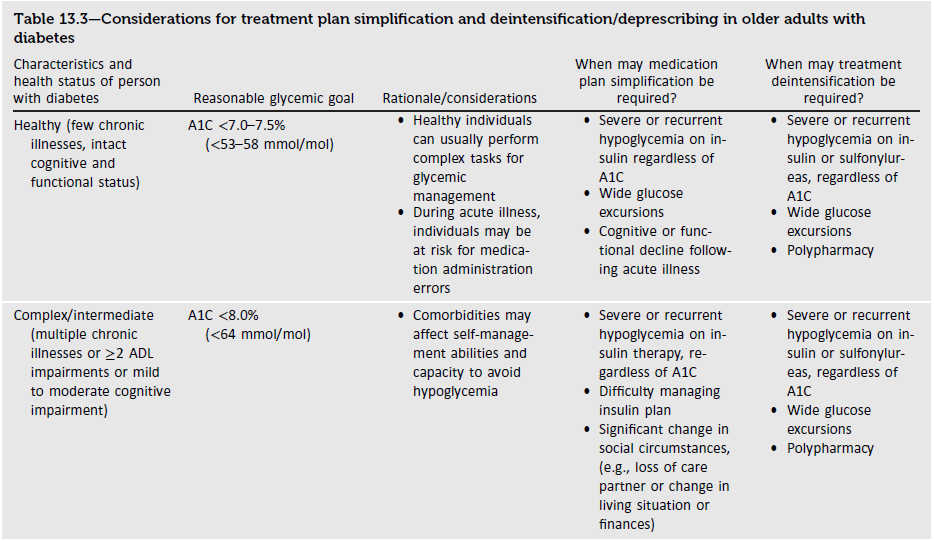 Table 13.3—Considerations for treatment plan simplification and deintensification/deprescribing in older adults with
diabetes
Characteristics and
health status of person
with diabetes
Reasonable glycemic goal
Rationale/considerations
When may medication
plan simplification be
required?
When may treatment
deintensification be
required?
Healthy (few chronic
illnesses, intact
cognitive and
functional status)
A1C <7.0–7.5%
(<53–58 mmol/mol)
• Healthy individuals
can usually perform
complex tasks for
glycemic
management
• During acute illness,
individuals may be
at risk for medica-
tion administration
errors
• Severe or recurrent
hypoglycemia on in-
sulin regardless of
A1C
• Wide glucose
excursions
• Cognitive or func-
tional decline follow-
ing acute illness
• Severe or recurrent
hypoglycemia on in-
sulin or sulfonylur-
eas, regardless of
A1C
• Wide glucose
excursions
• Polypharmacy
Complex/intermediate
(multiple chronic
illnesses or ≥2 ADL
impairments or mild
to moderate cognitive
impairment)
A1C <8.0%
(<64 mmol/mol)
• Comorbidities may
affect self-manage-
ment abilities and
capacity to avoid
hypoglycemia
• Severe or recurrent
hypoglycemia on in-
sulin therapy, re-
gardless of A1C
• Difficulty managing
insulin plan
• Significant change in
social circumstances,
(e.g., loss of care
partner or change in
living situation or
finances)
• Severe or recurrent
hypoglycemia on in-
sulin or sulfonylur-
eas, regardless of
A1C
• Wide glucose
excursions
• Polypharmacy